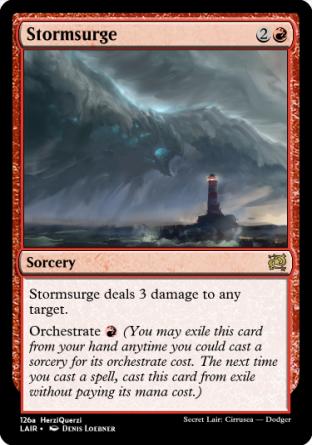 Stormsurge 2
Sorcery
Stormsurge deals 3 damage to any
target.
Orchestrate (You may exile this card
from your hand anytime you could cast a
sorcery for its orchestrate cost. The next time
you cast a spell, cast this card from exile
without paying its mana cost.)
126a HerziQuerzi
LAIR • Denis Loebner
Secret Lair: Cirrusca — Dodger